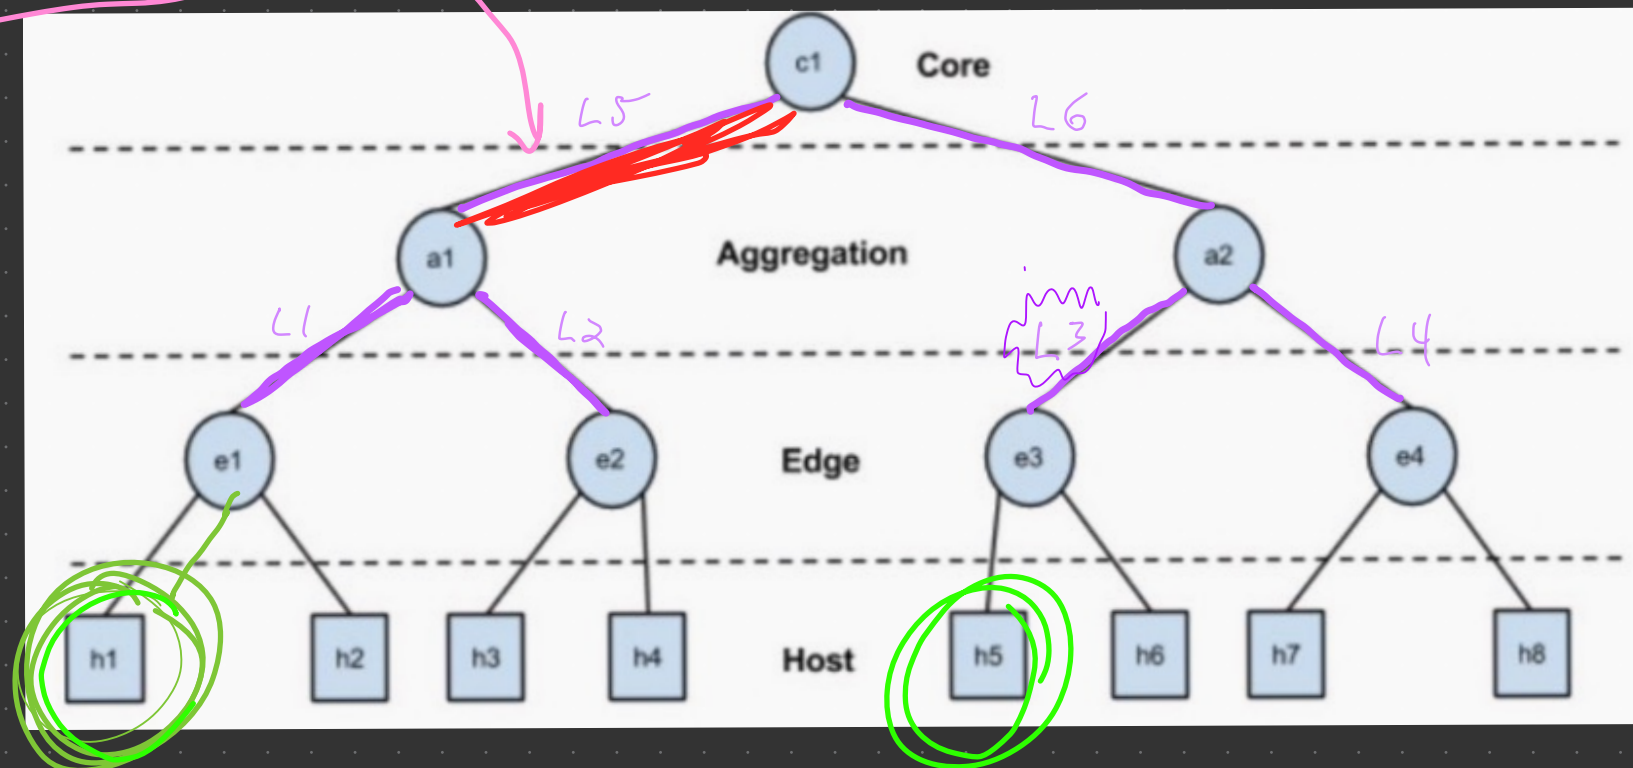 c1 Core
L5 L6
a1 Aggregation a2
L1 L2 L3 L4
e1 e2 Edge e3 e4
h1 h2 h3 h4 Host h5 h6 h7 h8